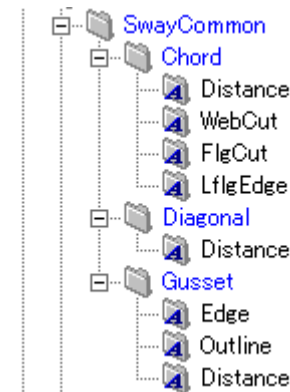 SwayCommon
Chord
Distance
WebCut
FlgCut
LflgEdge
Diagonal
Distance
Gusset
Edge
Outline
Distance